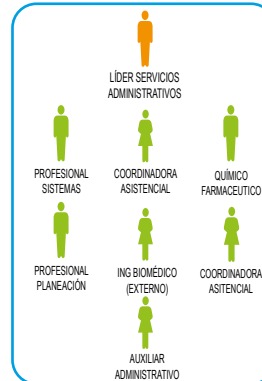 LÍDER SERVICIOS
ADMINISTRATIVOS
PROFESIONAL
SISTEMAS
COORDINADORA
ASISTENCIAL
QUÍMICO
FARMACEUTICO
PROFESIONAL
PLANEACIÓN
ING BIOMÉDICO
(EXTERNO)
COORDINADORA
ASITENCIAL
AUXILIAR
ADMINISTRATIVO